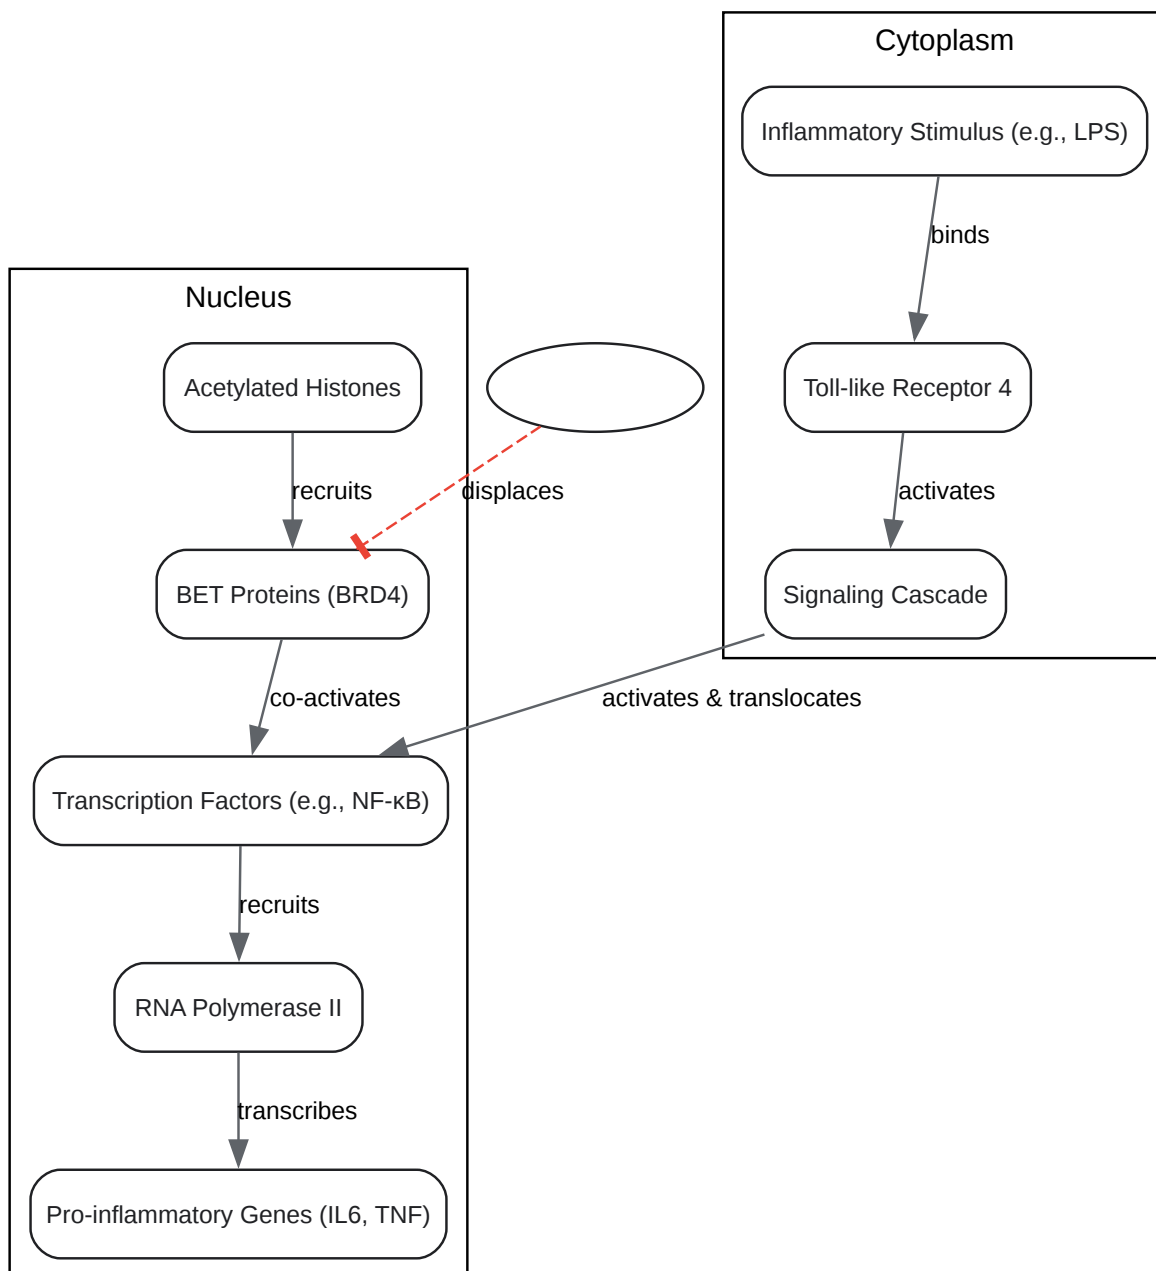 Cytoplasm
Inflammatory Stimulus (e.g., LPS)
binds
Nucleus
Acetylated Histones
Toll-like Receptor 4
recruits
displaces
activates
BET Proteins (BRD4)
Signaling Cascade
co-activates
activates & translocates
Transcription Factors (e.g., NF-κB)
recruits
RNA Polymerase II
transcribes
Pro-inflammatory Genes (IL6, TNF)